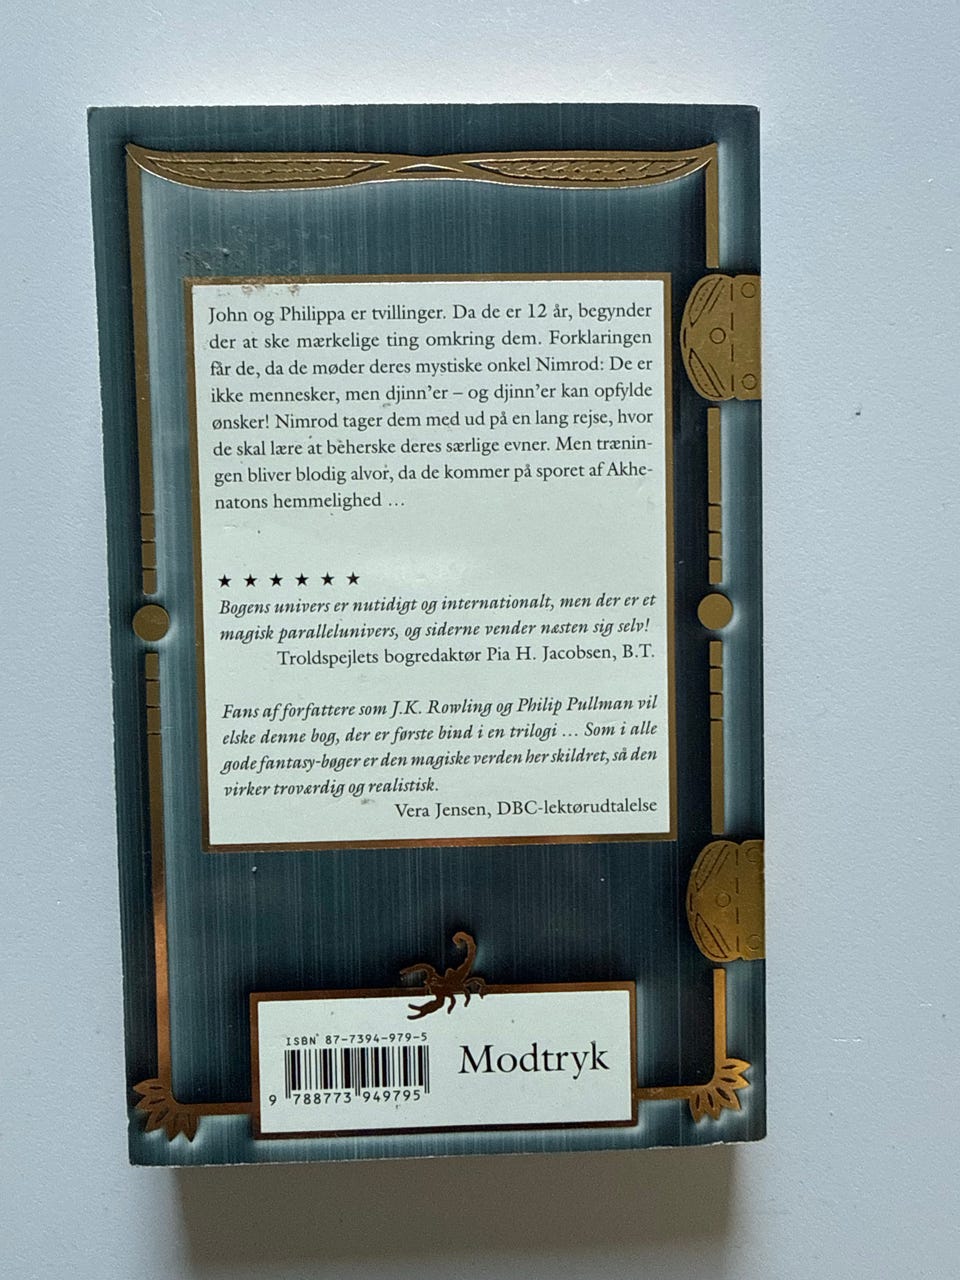 John og Philippa er tvillinger. Da de er 12 år, begynder
der at ske mærkelige ting omkring dem. Forklaringen
får de, da de møder deres mystiske onkel Nimrod: De er
ikke mennesker, men djinn’er – og djinn’er kan opfylde
ønsker! Nimrod tager dem med ud på en lang rejse, hvor
de skal lære at beherske deres særlige evner. Men trænin-
gen bliver blodig alvor, da de kommer på sporet af Akhe-
natons hemmelighed …
★ ★ ★ ★ ★ ★
Bogens univers er nutidigt og internationalt, men der er et
magisk parallelunivers, og siderne vender næsten sig selv!
Troldspejlets bogredaktør Pia H. Jacobsen, B.T.
Fans af forfattere som J.K. Rowling og Philip Pullman vil
elske denne bog, der er første bind i en trilogi … Som i alle
gode fantasy-bøger er den magiske verden her skildret, så den
virker troværdig og realistisk.
Vera Jensen, DBC-lektørudtalelse
ISBN 87-7394-979-5
9 788773 949795
Modtryk